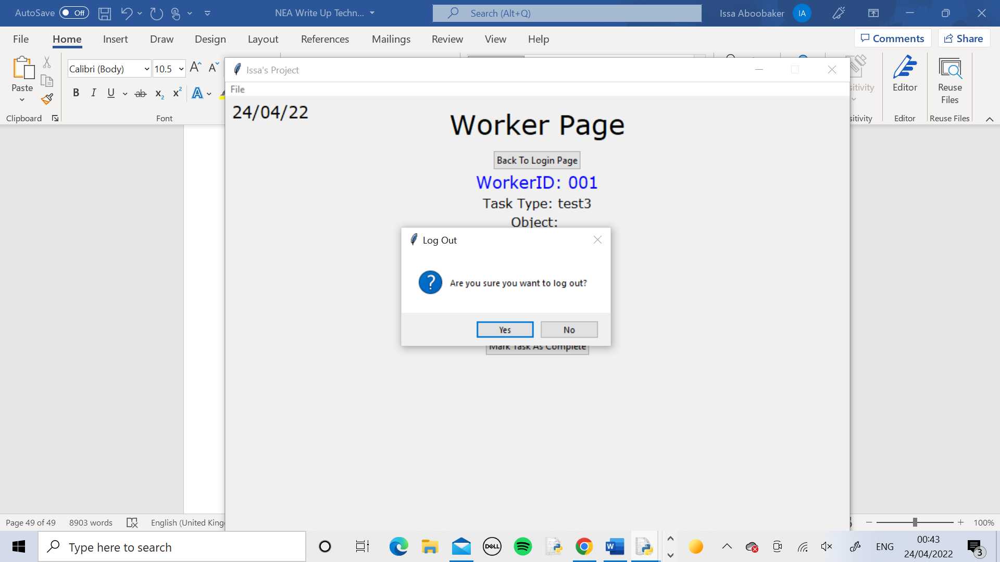 AutoSave Off NEA Write Up Techn... Search (Alt+Q) Issa Aboobaker IA
File Home Insert Draw Design Layout References Mailings Review View Help Comments Share
Calibri (Body) 10.5 A A
Paste B I U ab x2 x2 A
Clipboard Font
Editor
Reuse Files
sitivity Editor Reuse Files
Issa's Project
File
24/04/22
Worker Page
Back To Login Page
WorkerID: 001
Task Type: test3
Object:
Log Out
? Are you sure you want to log out?
Yes No
Mark Task As Complete
Page 49 of 49 8903 words English (United King 100%
Type here to search DELL W ENG 00:43
24/04/2022 3